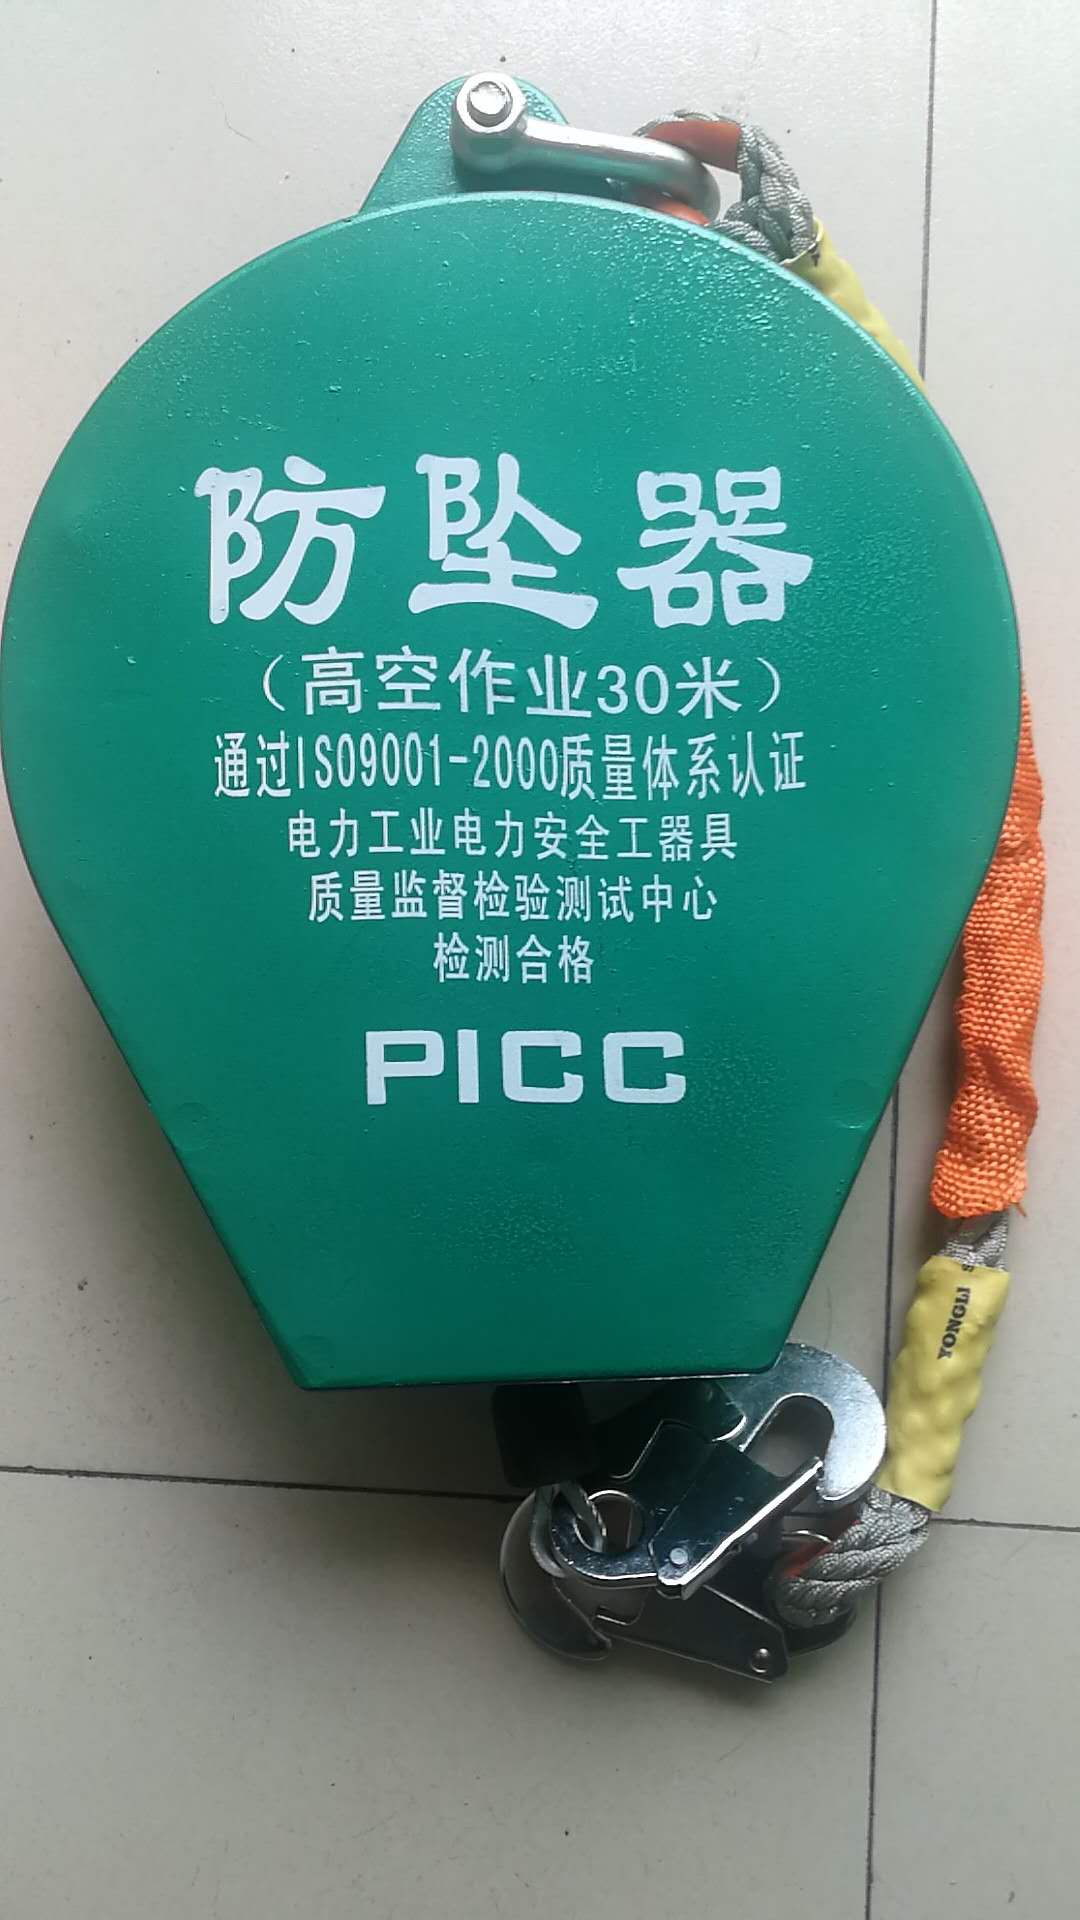 防坠器
（高空作业30米）
通过ISO9001-2000质量体系认证
电力工业电力安全工器具
质量监督检验测试中心
检测合格
PICC
YONGLI